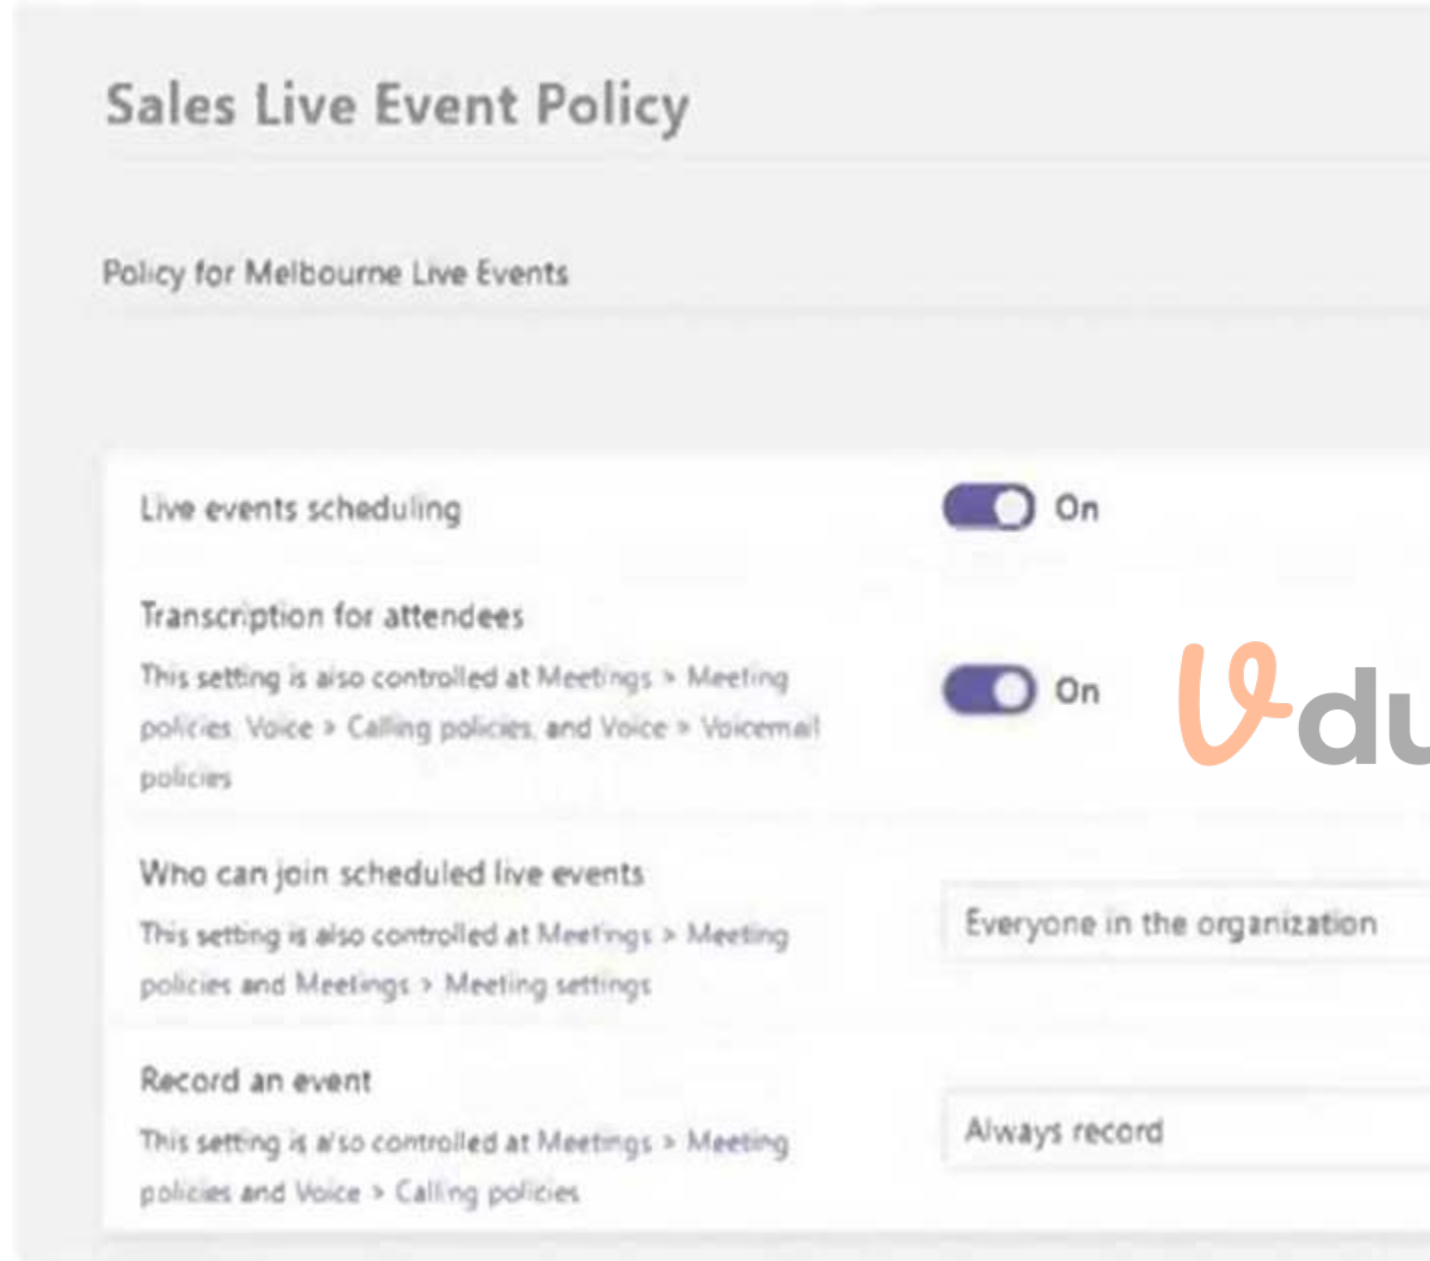 Sales Live Event Policy
Policy for Melbourne Live Events
Live events scheduling
On
Transcription for attendees
This setting is also controlled at Meetings > Meeting
policies, Voice > Calling policies, and Voice > Voicemail
policies
On
Vdu
Who can join scheduled live events
This setting is also controlled at Meetings > Meeting
policies and Meetings > Meeting settings
Everyone in the organization
Record an event
This setting is also controlled at Meetings > Meeting
policies and Voice > Calling policies
Always record